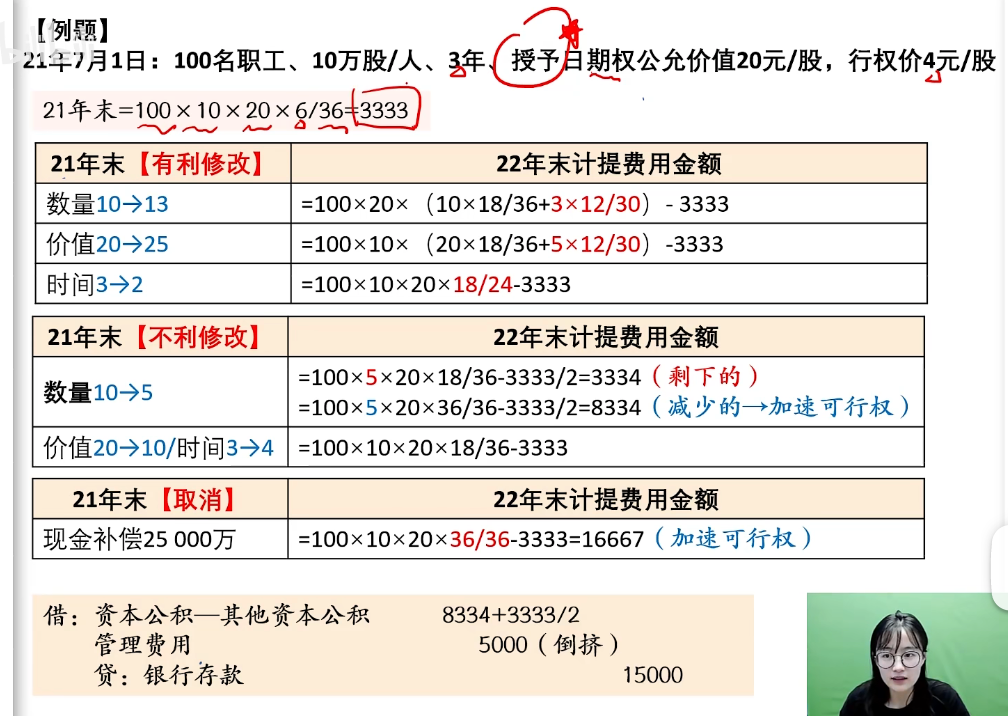 【例题】
21年7月1日：100名职工、10万股/人、3年、授予日期权公允价值20元/股，行权价4元/股
21年末=100×10×20×6/36=3333
21年末【有利修改】 22年末计提费用金额
数量10→13 =100×20×（10×18/36+3×12/30）- 3333
价值20→25 =100×10×（20×18/36+5×12/30）-3333
时间3→2 =100×10×20×18/24-3333
21年末【不利修改】 22年末计提费用金额
数量10→5 =100×5×20×18/36-3333/2=3334（剩下的）
=100×5×20×36/36-3333/2=8334（减少的→加速可行权）
价值20→10/时间3→4 =100×10×20×18/36-3333
21年末【取消】 22年末计提费用金额
现金补偿25 000万 =100×10×20×36/36-3333=16667（加速可行权）
借：资本公积—其他资本公积 8334+3333/2
管理费用 5000（倒挤）
贷：银行存款 15000